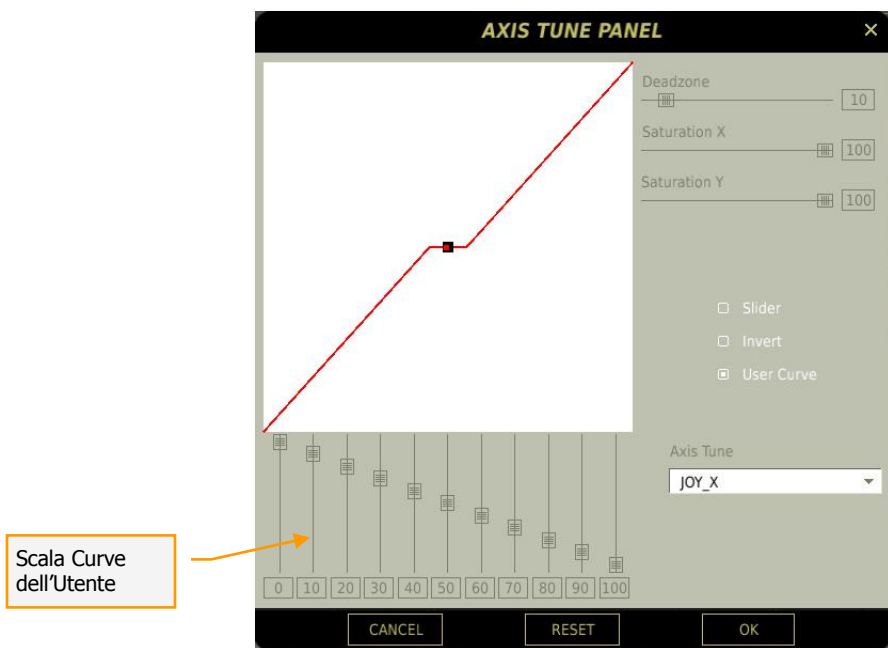 AXIS TUNE PANEL ×
Deadzone
10
Saturation X
100
Saturation Y
100
Slider
Invert
User Curve
Axis Tune
JOY_X
Scala Curve
dell'Utente
0 10 20 30 40 50 60 70 80 90 100
CANCEL RESET OK